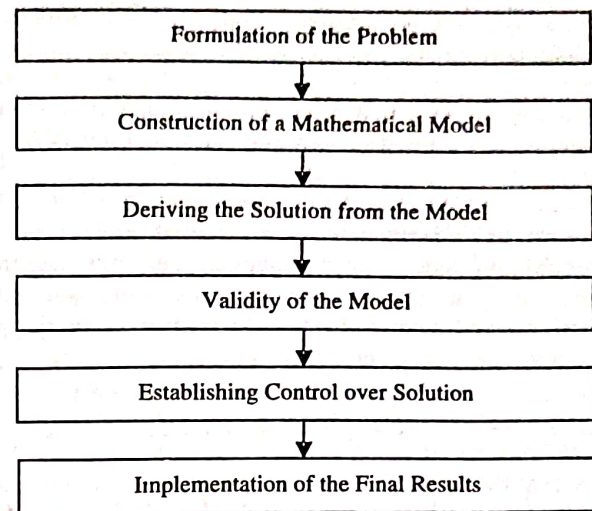 Formulation of the Problem
Construction of a Mathematical Model
Deriving the Solution from the Model
Validity of the Model
Establishing Control over Solution
Implementation of the Final Results